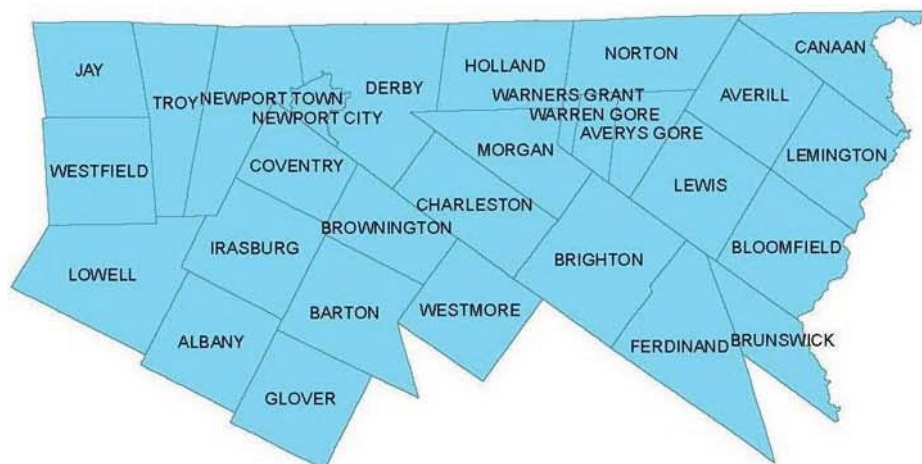 CANAAN
NORTON
HOLLAND
JAY
DERBY
AVERILL
TROY
NEWPORT TOWN
WARNERS GRANT
WARREN GORE
NEWPORT CITY
AVERYS GORE
MORGAN
LEMINGTON
COVENTRY
WESTFIELD
LEWIS
CHARLESTON
BROWNINGTON
IRASBURG
BLOOMFIELD
BRIGHTON
LOWELL
BARTON
WESTMORE
BRUNSWICK
ALBANY
FERDINAND
GLOVER